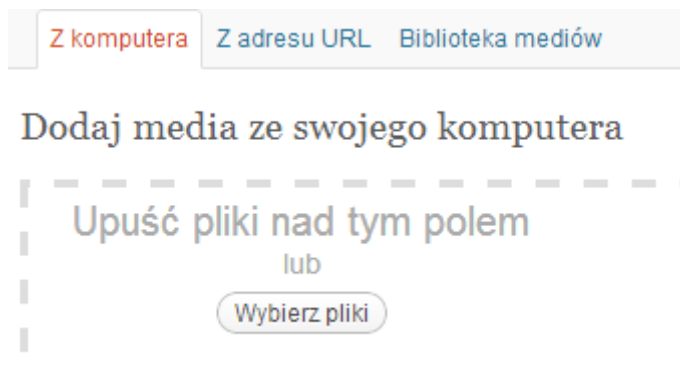 Z komputera Z adresu URL Biblioteka mediów
Dodaj media ze swojego komputera
Upuść pliki nad tym polem
lub
Wybierz pliki